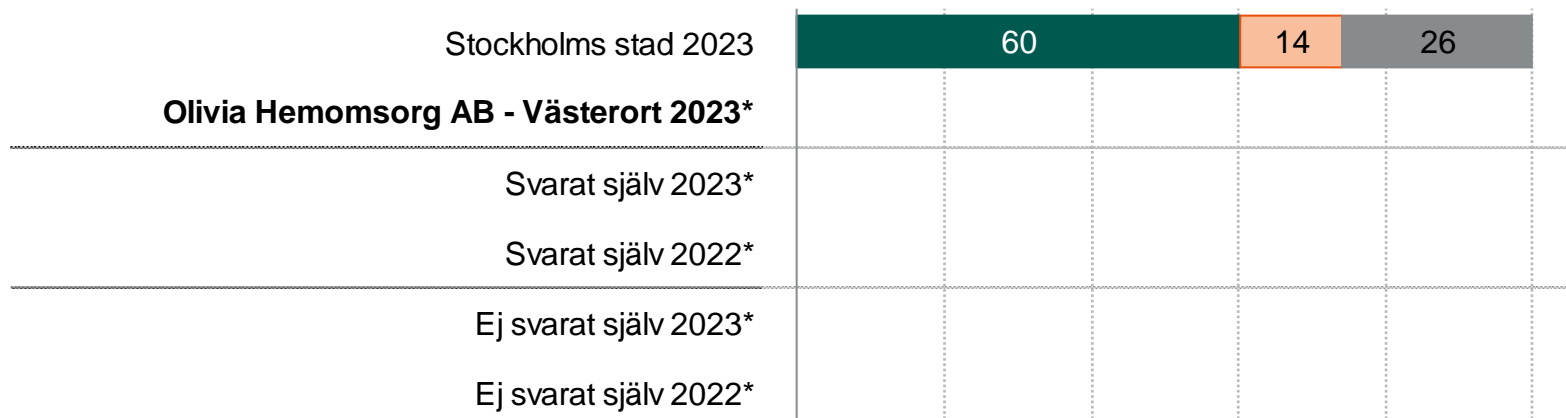 Stockholms stad 2023 60 14 26
Olivia Hemomsorg AB - Västerort 2023*
Svarat själv 2023*
Svarat själv 2022*
Ej svarat själv 2023*
Ej svarat själv 2022*